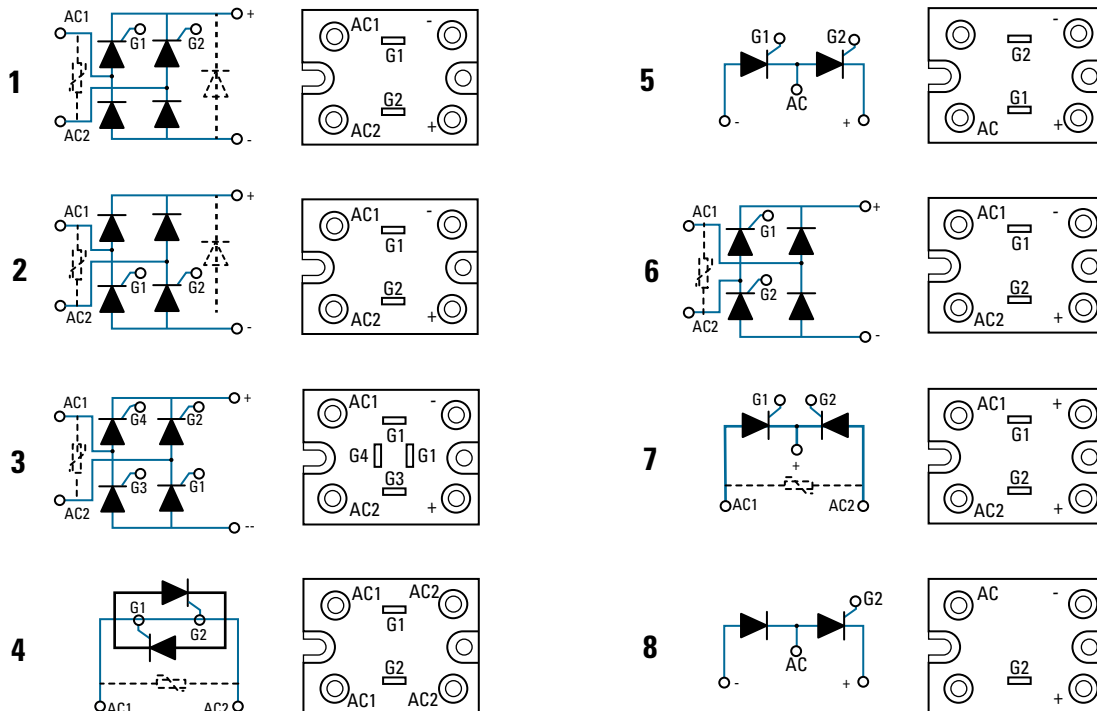 1
AC1
AC2
G1
G2
+
-
AC1
-
G1
G2
AC2
+
2
AC1
AC2
G1
G2
+
-
AC1
-
G1
G2
AC2
+
3
AC1
AC2
G4
G2
G3
G1
+
--
AC1
-
G1
G4
G1
G3
AC2
+
4
G1
G2
AC1
AC2
AC1
AC2
G1
G2
AC1
AC2
5
G1
G2
AC
-
+
-
G2
G1
AC
+
6
AC1
AC2
G1
G2
+
-
AC1
-
G1
G2
AC2
+
7
G1
G2
+
AC1
AC2
AC1
+
G1
G2
AC2
+
8
G2
AC
-
+
AC
-
G2
+